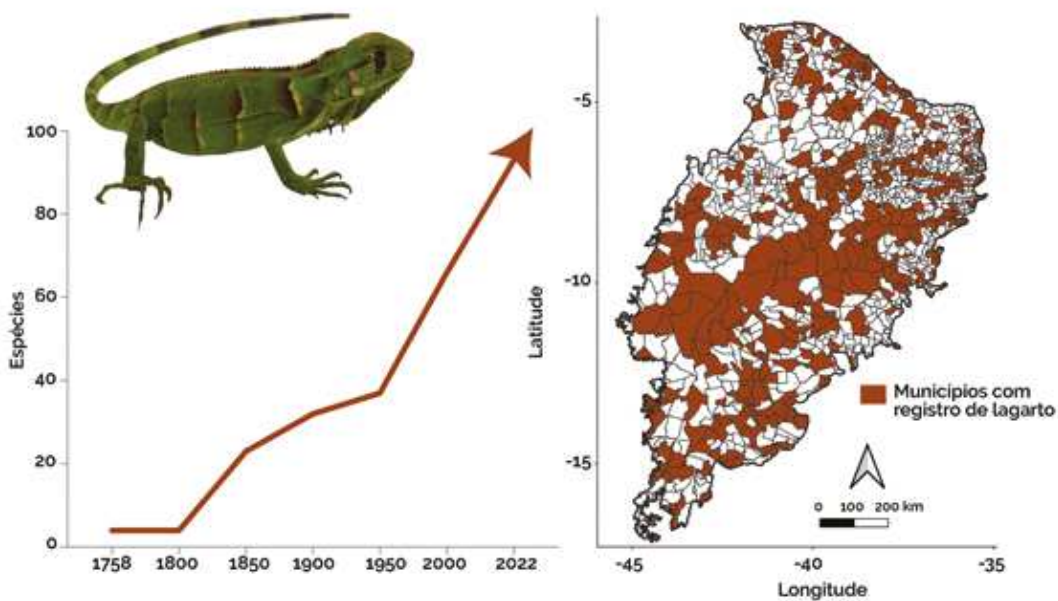 100
80
60
40
20
0
Espécies
1758 1800 1850 1900 1950 2000 2022
-5
-10
-15
Latitude
Municípios com
registro de lagarto
0 100 200 km
-45 -40 -35
Longitude